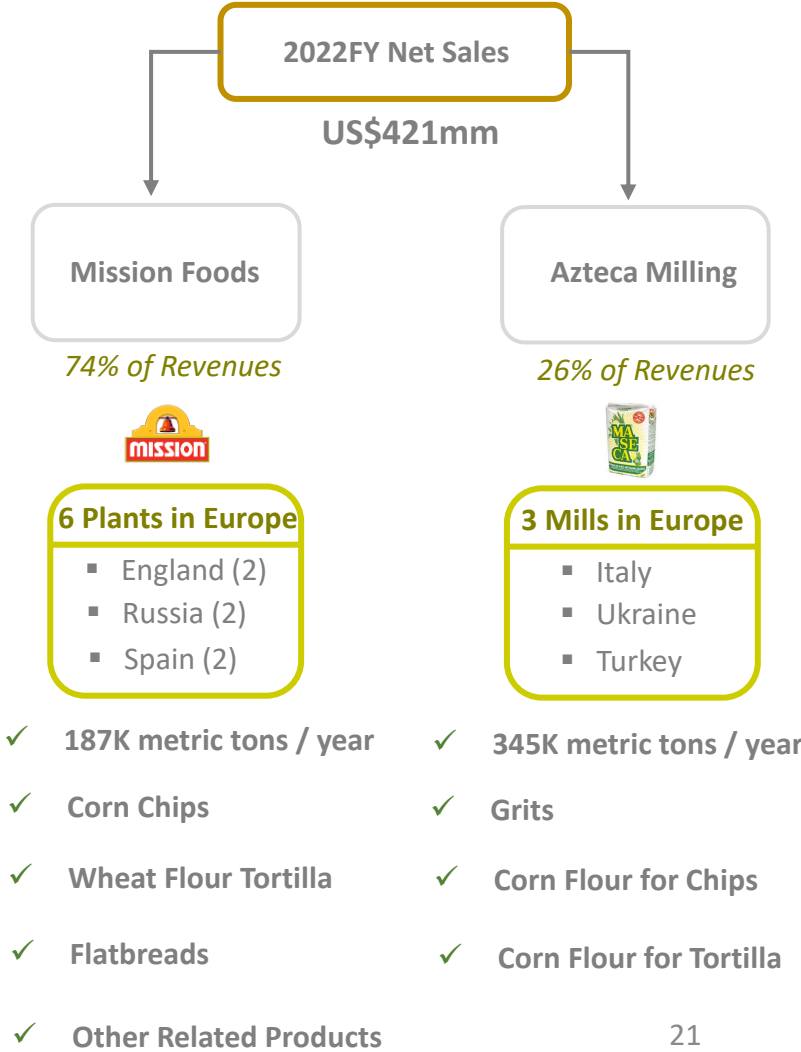 2022FY Net Sales
US$421mm
Mission Foods
74% of Revenues
MISSION
6 Plants in Europe
▪ England (2)
▪ Russia (2)
▪ Spain (2)
✓ 187K metric tons / year
✓ Corn Chips
✓ Wheat Flour Tortilla
✓ Flatbreads
✓ Other Related Products
Azteca Milling
26% of Revenues
MA
SE
CA
3 Mills in Europe
▪ Italy
▪ Ukraine
▪ Turkey
✓ 345K metric tons / year
✓ Grits
✓ Corn Flour for Chips
✓ Corn Flour for Tortilla
21